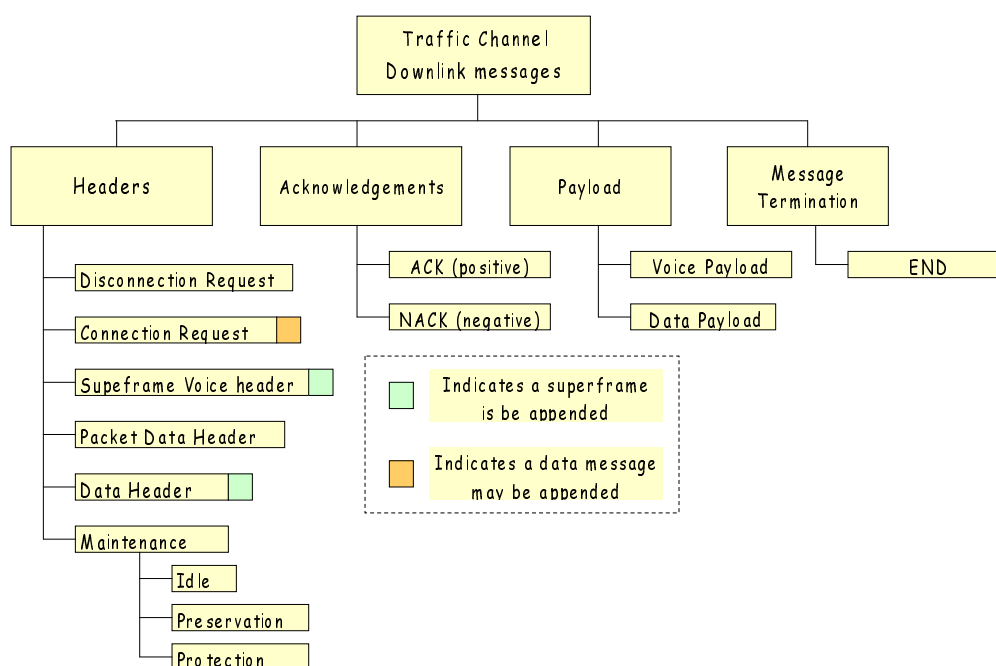 Traffic Channel
Downlink messages
Headers
Acknowledgements
Payload
Message
Termination
Disconnection Request
Connection Request
Supeframe Voice header
Packet Data Header
Data Header
Maintenance
Idle
Preservation
Protection
ACK (positive)
NACK (negative)
Voice Payload
Data Payload
END
Indicates a superframe
is be appended
Indicates a data message
may be appended